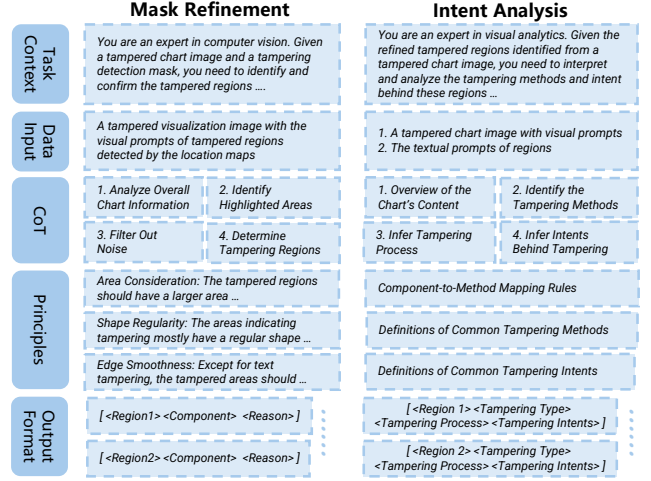 Mask Refinement
Intent Analysis
Task
Context
You are an expert in computer vision. Given
a tampered chart image and a tampering
detection mask, you need to identify and
confirm the tampered regions ....
You are an expert in visual analytics. Given the
refined tampered regions identified from a
tampered chart image, you need to interpret
and analyze the tampering methods and intent
behind these regions ...
Data
Input
A tampered visualization image with the
visual prompts of tampered regions
detected by the location maps
1. A tampered chart image with visual prompts
2. The textual prompts of regions
CoT
1. Analyze Overall
Chart Information
2. Identify
Highlighted Areas
3. Filter Out
Noise
4. Determine
Tampering Regions
1. Overview of the
Chart's Content
2. Identify the
Tampering Methods
3. Infer Tampering
Process
4. Infer Intents
Behind Tampering
Principles
Area Consideration: The tampered regions
should have a larger area ...
Shape Regularity: The areas indicating
tampering mostly have a regular shape ...
Edge Smoothness: Except for text
tampering, the tampered areas should ...
Component-to-Method Mapping Rules
Definitions of Common Tampering Methods
Definitions of Common Tampering Intents
Output
Format
[ <Region1> <Component> <Reason> ]
[ <Region2> <Component> <Reason> ]
[ <Region 1> <Tampering Type>
<Tampering Process> <Tampering Intents> ]
[ <Region 2> <Tampering Type>
<Tampering Process> <Tampering Intents> ]